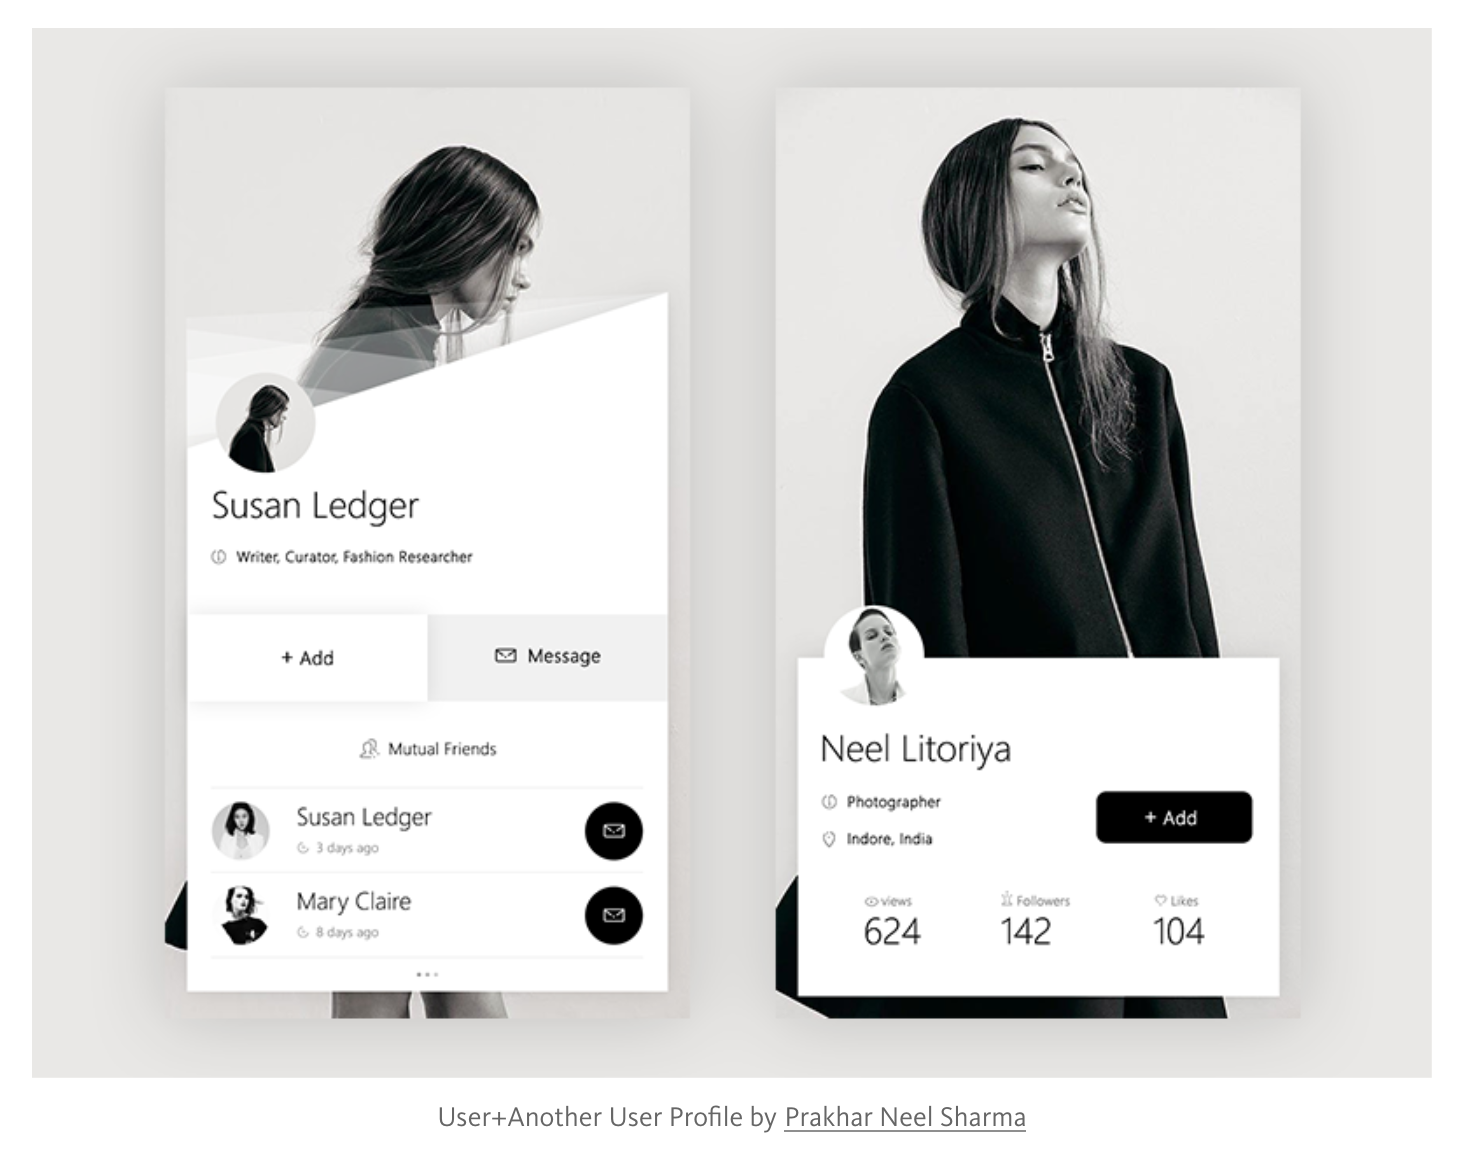 Susan Ledger
Writer, Curator, Fashion Researcher
+ Add
Message
Mutual Friends
Susan Ledger
3 days ago
Mary Claire
8 days ago
Neel Litoriya
Photographer
+ Add
Indore, India
views
Followers
Likes
624
142
104
User+Another User Profile by Prakhar Neel Sharma